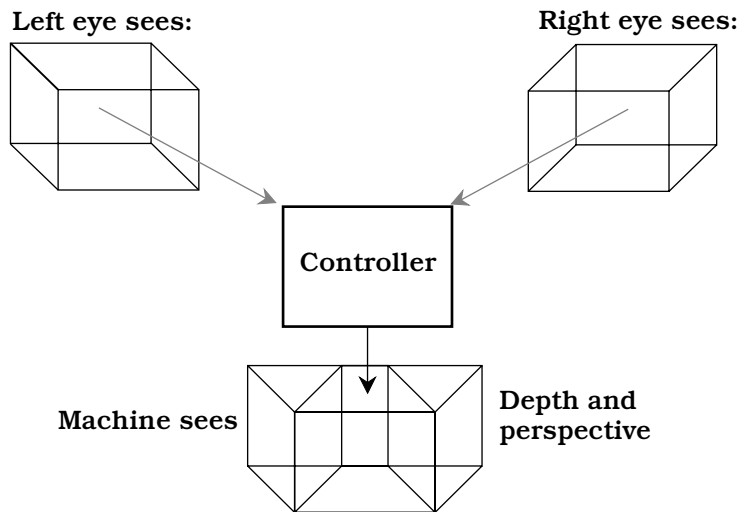 Left eye sees:
Right eye sees:
Controller
Machine sees
Depth and
perspective